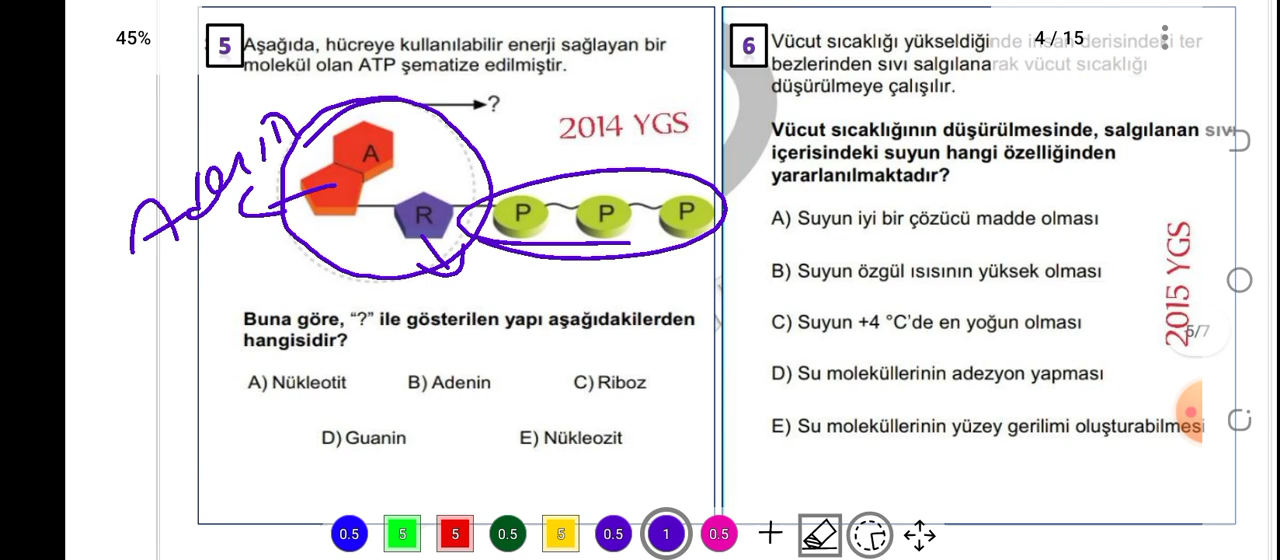 45%
5
Aşağıda, hücreye kullanılabilir enerji sağlayan bir
molekül olan ATP şematize edilmiştir.
?
2014 YGS
Adenin
A
R
P
P
P
Buna göre, “?” ile gösterilen yapı aşağıdakilerden
hangisidir?
A) Nükleotit B) Adenin C) Riboz
D) Guanin E) Nükleozit
4 / 15
6
Vücut sıcaklığı yükseldiğinde insan derisindeki ter
bezlerinden sıvı salgılanarak vücut sıcaklığı
düşürülmeye çalışılır.
Vücut sıcaklığının düşürülmesinde, salgılanan sıvı
içerisindeki suyun hangi özelliğinden
yararlanılmaktadır?
A) Suyun iyi bir çözücü madde olması
B) Suyun özgül ısısının yüksek olması
C) Suyun +4 °C’de en yoğun olması
D) Su moleküllerinin adezyon yapması
E) Su moleküllerinin yüzey gerilimi oluşturabilmesi
2015 YGS
5/7
0.5 5 5 0.5 5 0.5 1 0.5